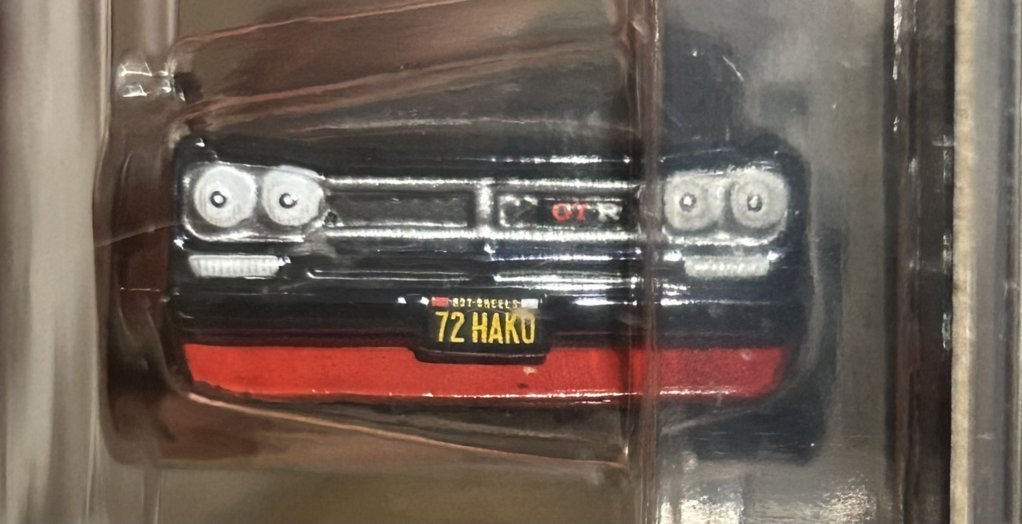 GT R
HOT WHEELS
72 HAKO